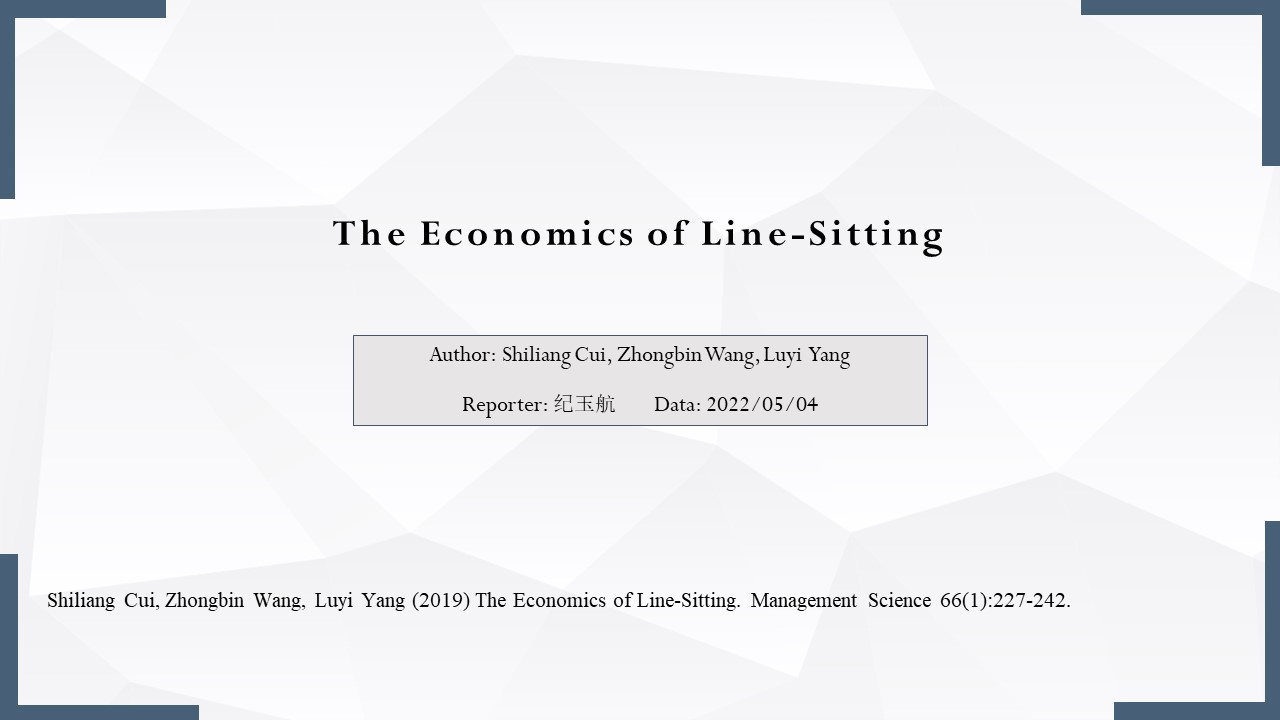 The Economics of Line-Sitting
Author: Shiliang Cui, Zhongbin Wang, Luyi Yang
Reporter: 纪玉航 Data: 2022/05/04
Shiliang Cui, Zhongbin Wang, Luyi Yang (2019) The Economics of Line-Sitting. Management Science 66(1):227-242.